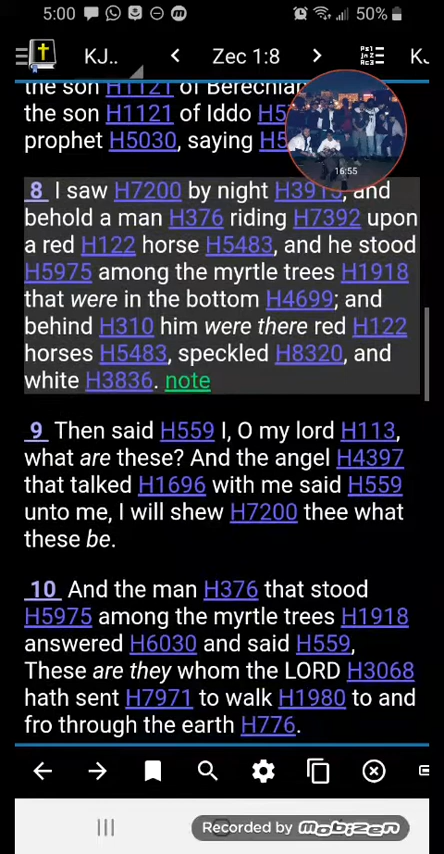 5:00 50%
KJ.. Zec 1:8 K
the son H1121 of Berechia
the son H1121 of Iddo H5
prophet H5030, saying H5
16:55
8 I saw H7200 by night H3915, and
behold a man H376 riding H7392 upon
a red H122 horse H5483, and he stood
H5975 among the myrtle trees H1918
that were in the bottom H4699; and
behind H310 him were there red H122
horses H5483, speckled H8320, and
white H3836. note
9 Then said H559 I, O my lord H113,
what are these? And the angel H4397
that talked H1696 with me said H559
unto me, I will shew H7200 thee what
these be.
10 And the man H376 that stood
H5975 among the myrtle trees H1918
answered H6030 and said H559,
These are they whom the LORD H3068
hath sent H7971 to walk H1980 to and
fro through the earth H776.
Recorded by Mobizen